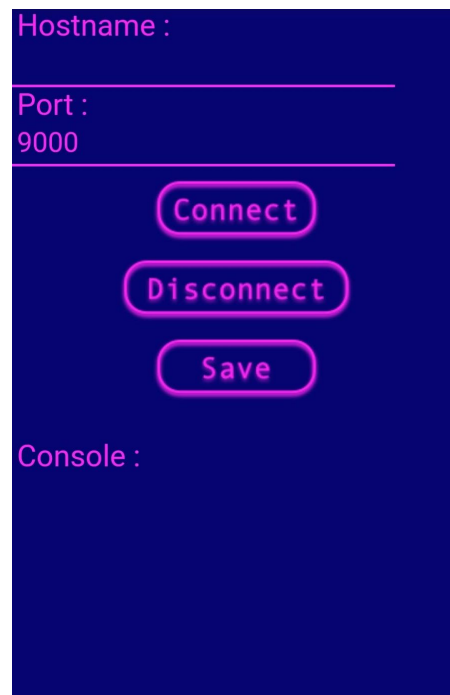 Hostname :
Port :
9000
Connect
Disconnect
Save
Console :